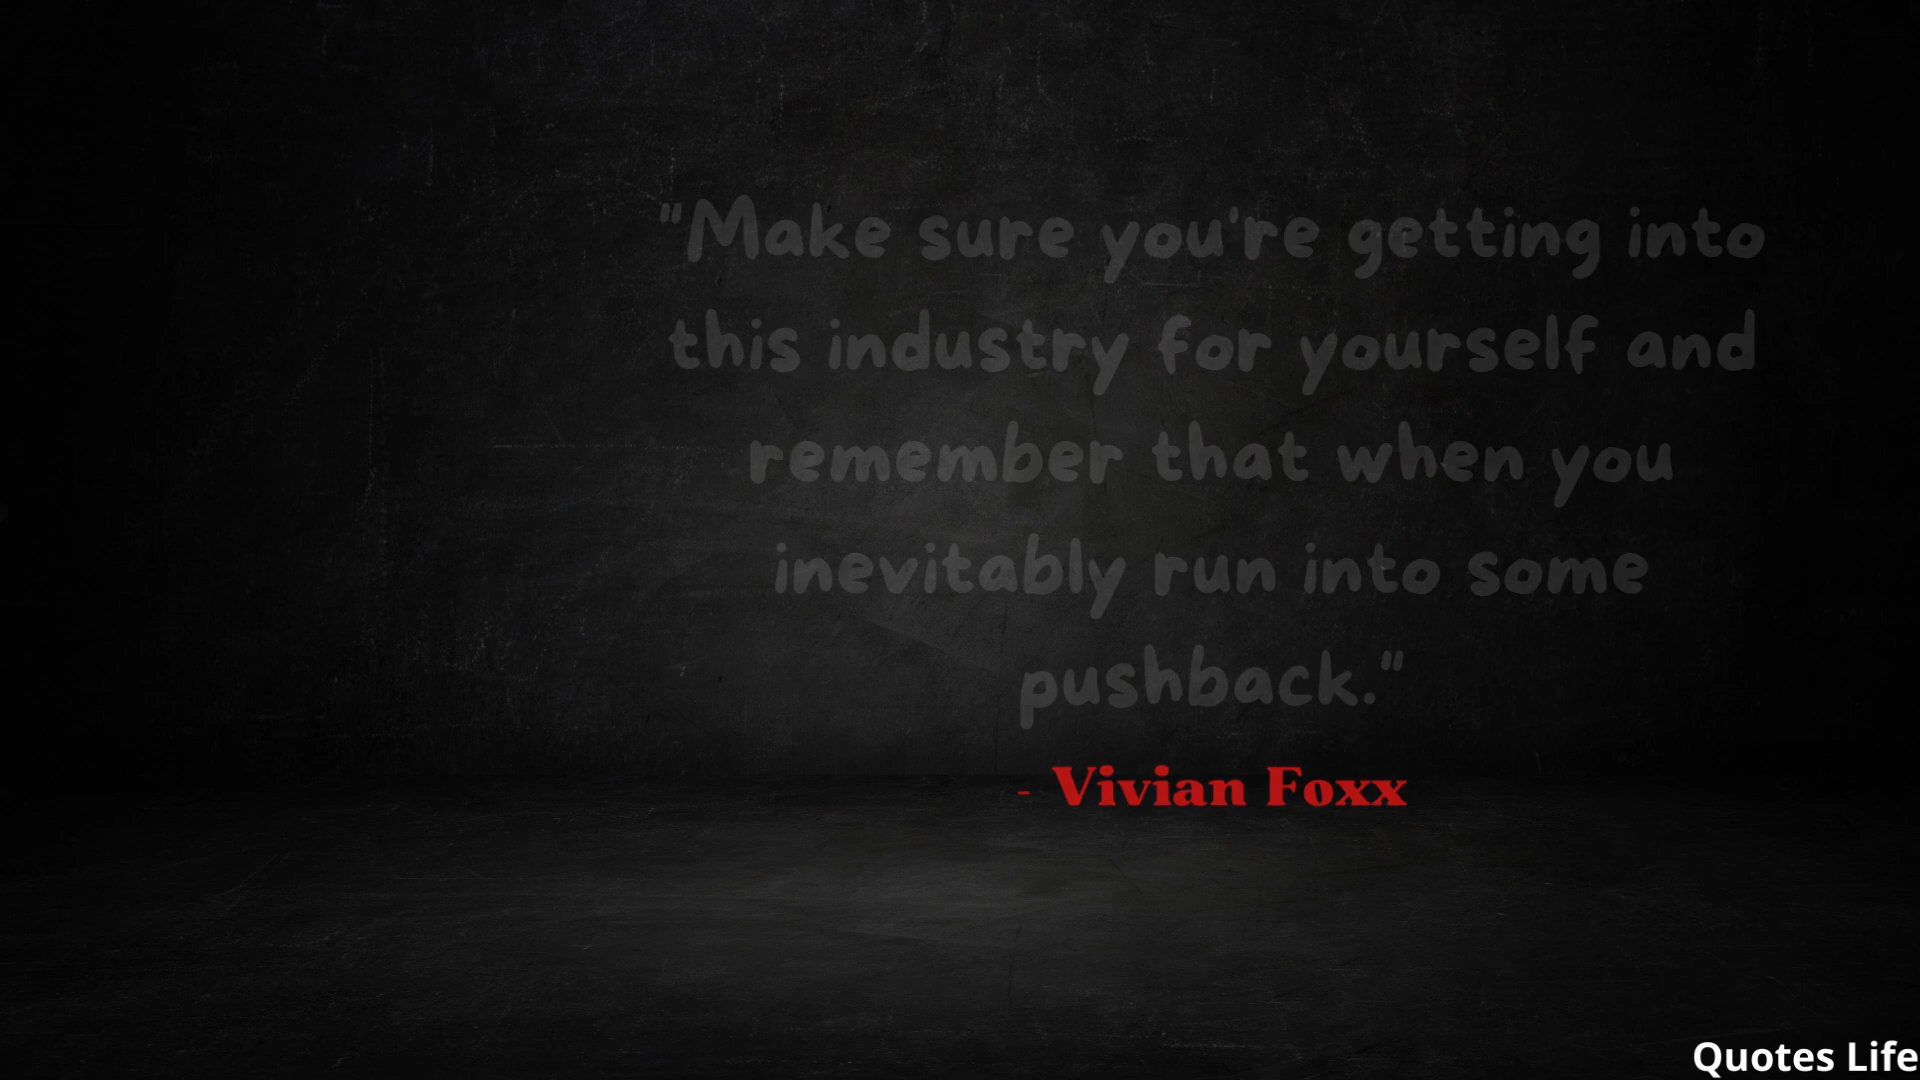 "Make sure you're getting into
this industry for yourself and
remember that when you
inevitably run into some
pushback."
- Vivian Foxx
Quotes Life